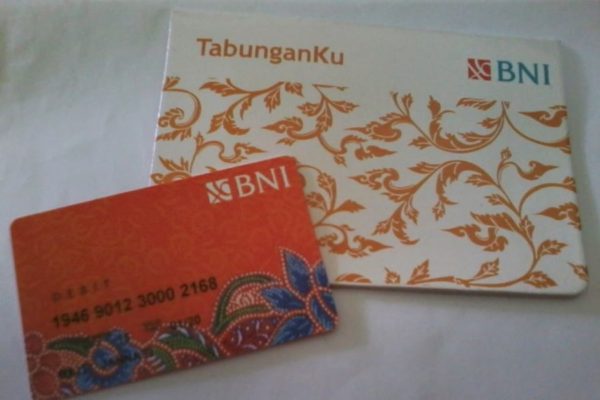 TabunganKu
BNI
BNI
DEBIT
1946 9012 3000 2168